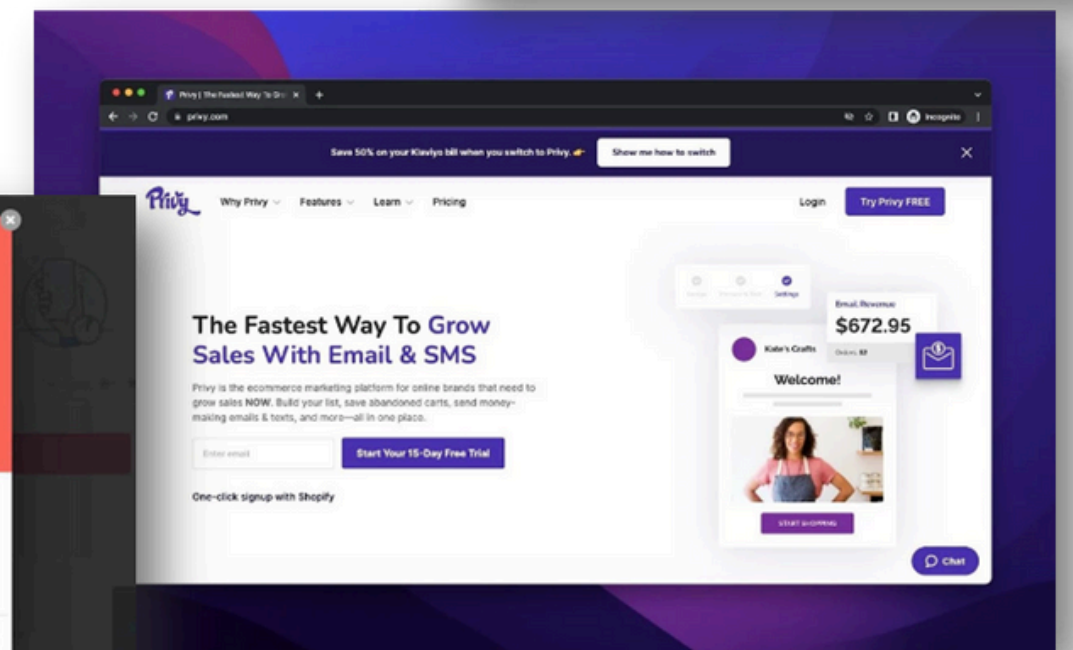 Privy | The Fastest Way To Gro
privy.com
Incognito
Save 50% on your Klaviyo bill when you switch to Privy. 👉
Show me how to switch
Privy
Why Privy
Features
Learn
Pricing
Login
Try Privy FREE
The Fastest Way To Grow
Sales With Email & SMS
Privy is the ecommerce marketing platform for online brands that need to
grow sales NOW. Build your list, save abandoned carts, send money-
making emails & texts, and more—all in one place.
Enter email
Start Your 15-Day Free Trial
One-click signup with Shopify
Settings
Email Revenue
$672.95
Kate's Crafts
Welcome!
START SHOPPING
Chat